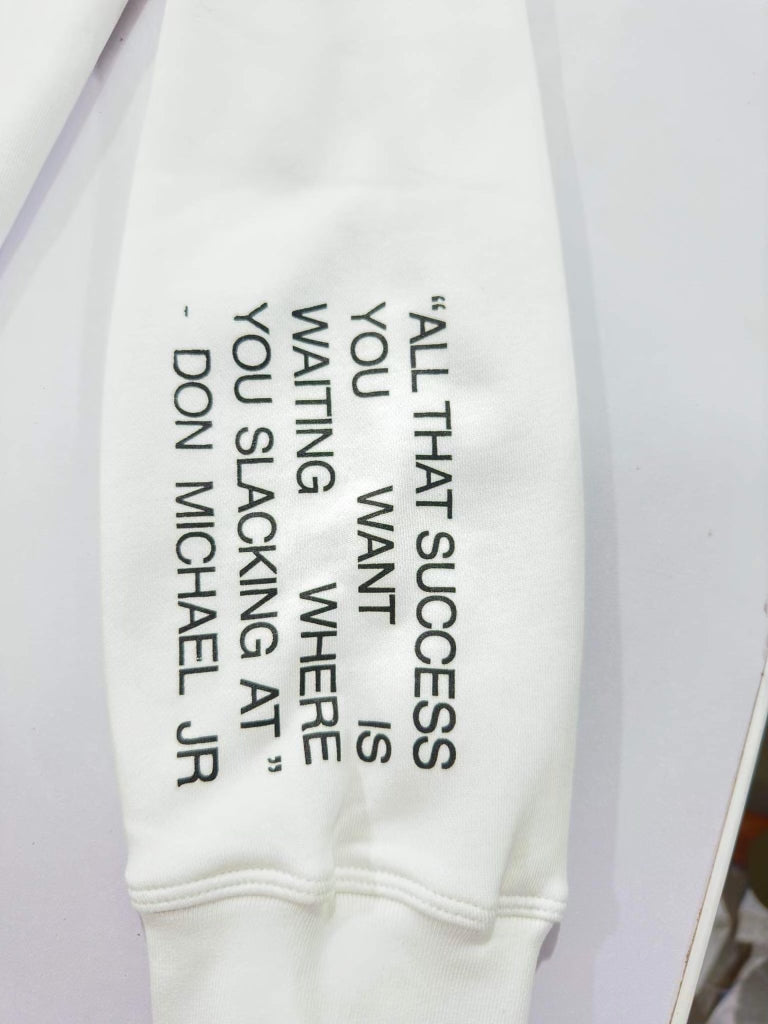 “ALL THAT SUCCESS
YOU WANT IS
WAITING WHERE
YOU SLACKING AT ”
- DON MICHAEL JR